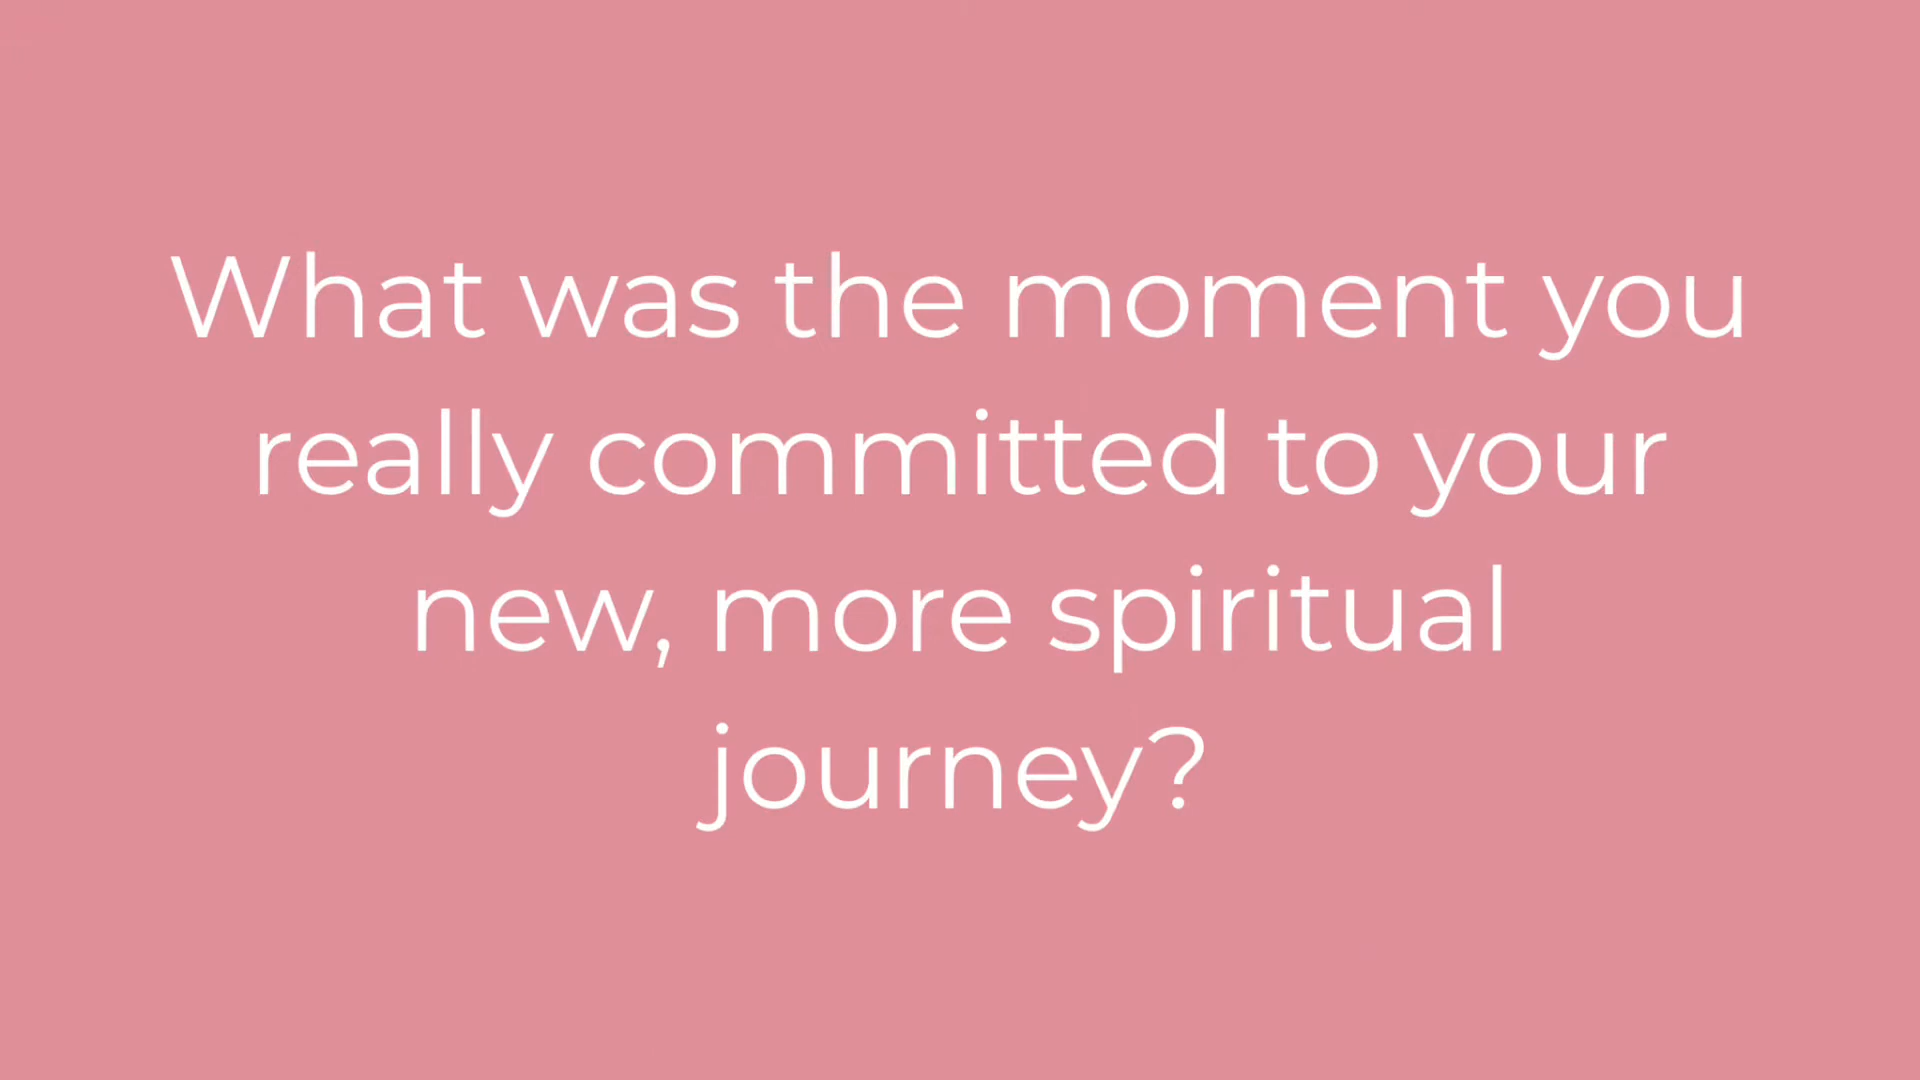 What was the moment you
really committed to your
new, more spiritual
journey?